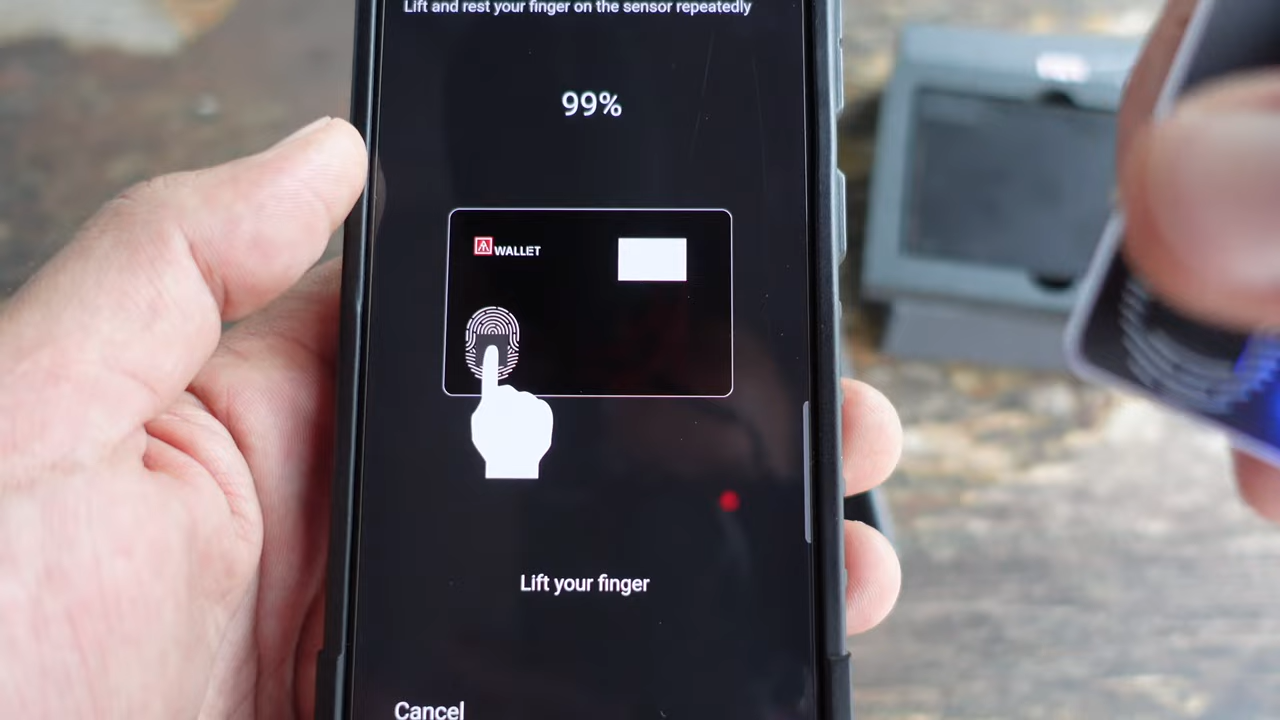 Lift and rest your finger on the sensor repeatedly
99%
WALLET
Lift your finger
Cancel